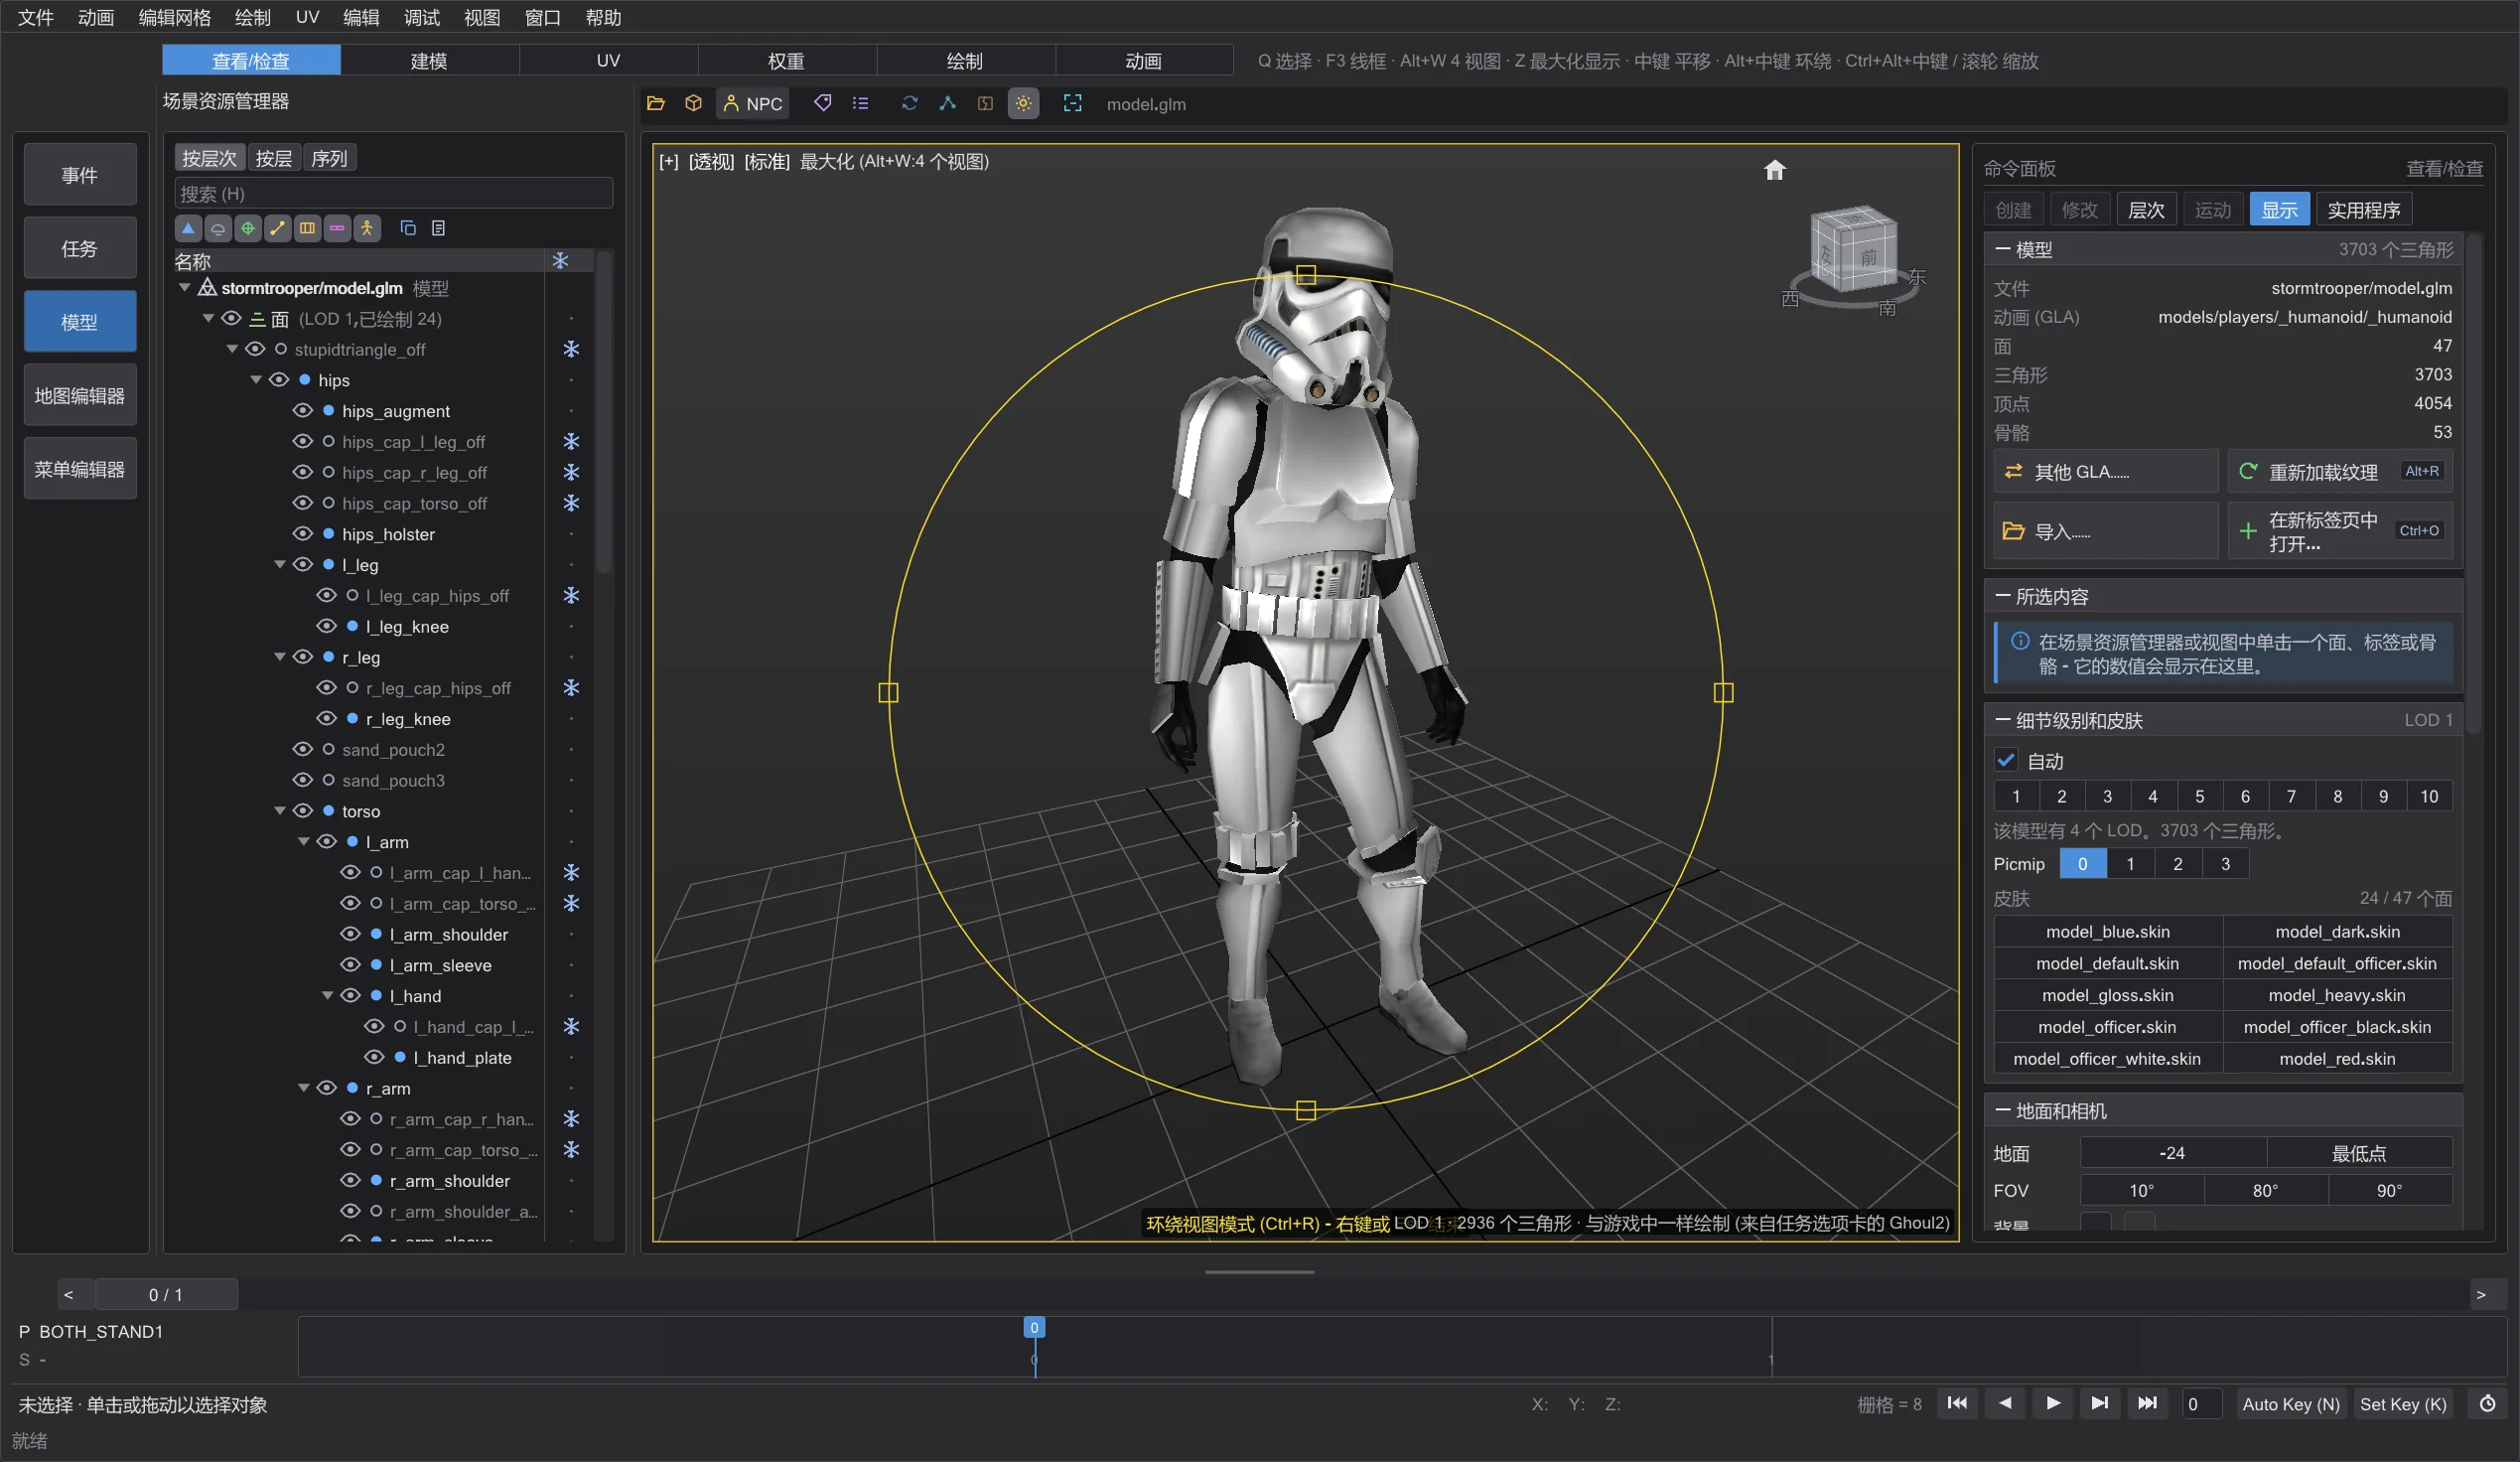 文件 动画 编辑网格 绘制 UV 编辑 调试 视图 窗口 帮助
查看/检查 建模 UV 权重 绘制 动画 Q 选择 · F3 线框 · Alt+W 4 视图 · Z 最大化显示 · 中键 平移 · Alt+中键 环绕 · Ctrl+Alt+中键 / 滚轮 缩放
场景资源管理器
NPC model.glm
事件
任务
模型
地图编辑器
菜单编辑器
按层次 按层 序列
搜索 (H)
名称
stormtrooper/model.glm 模型
面 (LOD 1,已绘制 24)
stupidtriangle_off
hips
hips_augment
hips_cap_l_leg_off
hips_cap_r_leg_off
hips_cap_torso_off
hips_holster
l_leg
l_leg_cap_hips_off
l_leg_knee
r_leg
r_leg_cap_hips_off
r_leg_knee
sand_pouch2
sand_pouch3
torso
l_arm
l_arm_cap_l_han...
l_arm_cap_torso_...
l_arm_shoulder
l_arm_sleeve
l_hand
l_hand_cap_l_...
l_hand_plate
r_arm
r_arm_cap_r_han...
r_arm_cap_torso_...
r_arm_shoulder
r_arm_shoulder_a...
[+] [透视] [标准] 最大化 (Alt+W:4 个视图)
左 前
西 南 东
环绕视图模式 (Ctrl+R) - 右键或
LOD 1 · 2936 个三角形 · 与游戏中一样绘制 (来自任务选项卡的 Ghoul2)
命令面板 查看/检查
创建 修改 层次 运动 显示 实用程序
模型 3703 个三角形
文件 stormtrooper/model.glm
动画 (GLA) models/players/_humanoid/_humanoid
面 47
三角形 3703
顶点 4054
骨骼 53
其他 GLA...... 重新加载纹理 Alt+R
导入...... 在新标签页中
打开... Ctrl+O
所选内容
在场景资源管理器或视图中单击一个面、标签或骨
骼 - 它的数值会显示在这里。
细节级别和皮肤 LOD 1
自动
1 2 3 4 5 6 7 8 9 10
该模型有 4 个 LOD。3703 个三角形。
Picmip 0 1 2 3
皮肤 24 / 47 个面
model_blue.skin model_dark.skin
model_default.skin model_default_officer.skin
model_gloss.skin model_heavy.skin
model_officer.skin model_officer_black.skin
model_officer_white.skin model_red.skin
地面和相机
地面 -24 最低点
FOV 10° 80° 90°
背景
< 0 / 1 >
P BOTH_STAND1
S -
0
0 1
未选择 · 单击或拖动以选择对象 X: Y: Z: 栅格 = 8 0 Auto Key (N) Set Key (K)
就绪